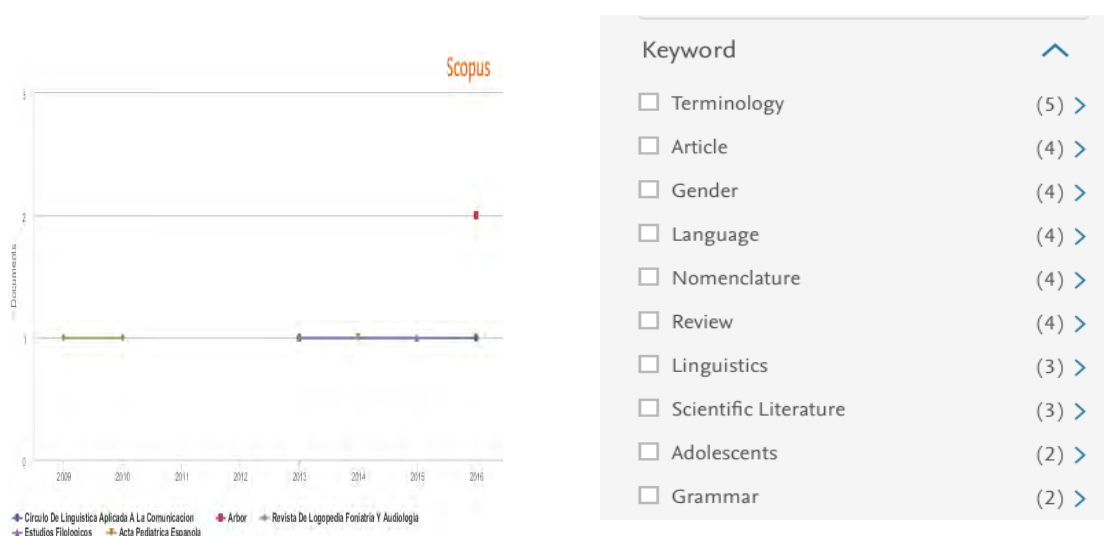 Scopus
3
2
1
0
Documents
2009 2010 2011 2012 2013 2014 2015 2016
Circulo De Linguistica Aplicada A La Comunicacion Arbor Revista De Logopedia Foniatria Y Audiologia
Estudios Filologicos Acta Pediatrica Espanola
Keyword
Terminology (5)
Article (4)
Gender (4)
Language (4)
Nomenclature (4)
Review (4)
Linguistics (3)
Scientific Literature (3)
Adolescents (2)
Grammar (2)